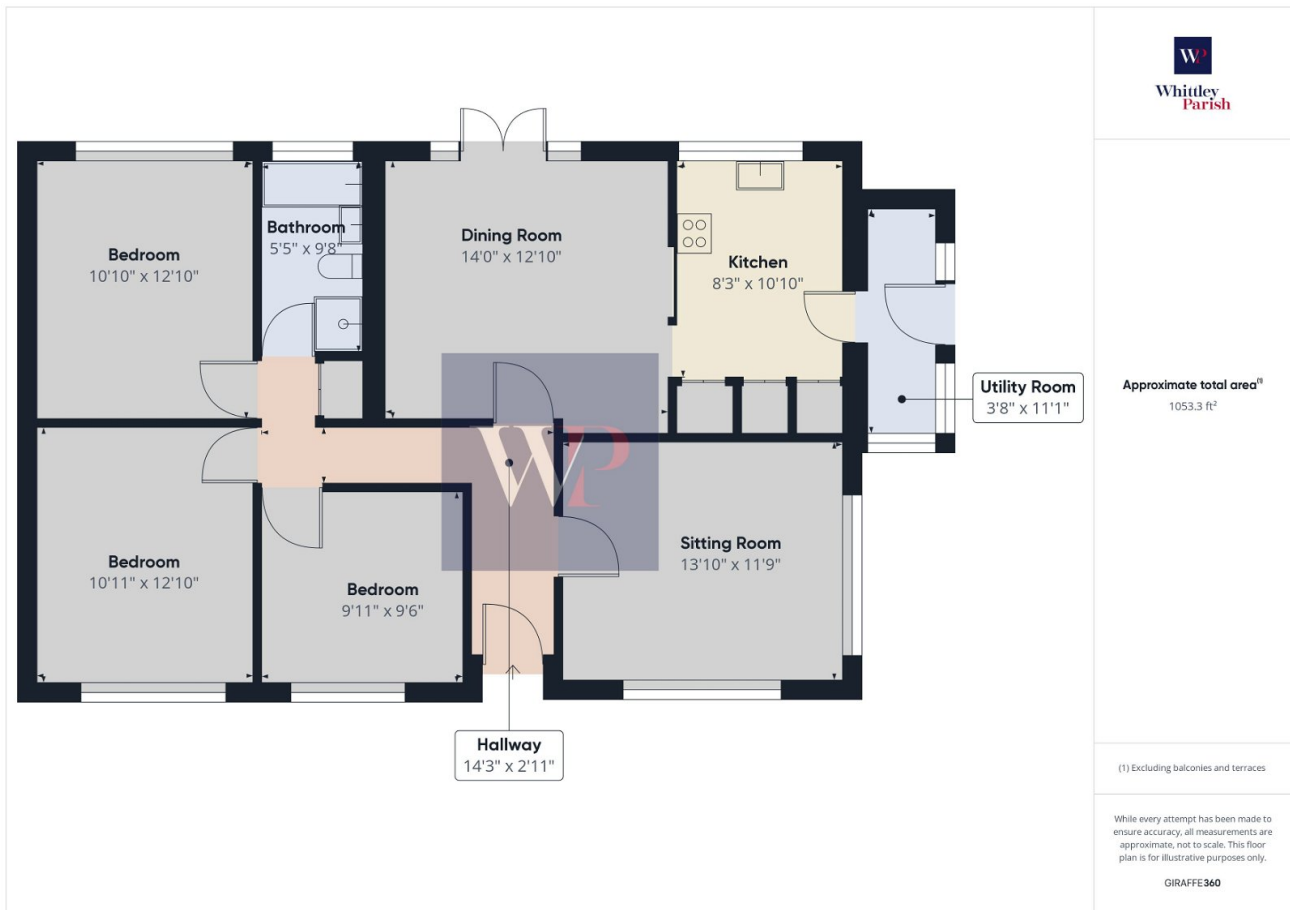 Bedroom
10'10" x 12'10"
Bathroom
5'5" x 9'8"
Dining Room
14'0" x 12'10"
Kitchen
8'3" x 10'10"
Utility Room
3'8" x 11'1"
Bedroom
10'11" x 12'10"
Bedroom
9'11" x 9'6"
WP
Sitting Room
13'10" x 11'9"
Hallway
14'3" x 2'11"
WP
Whittley
Parish
Approximate total area(1)
1053.3 ft²
(1) Excluding balconies and terraces
While every attempt has been made to
ensure accuracy, all measurements are
approximate, not to scale. This floor
plan is for illustrative purposes only.
GIRAFFE360